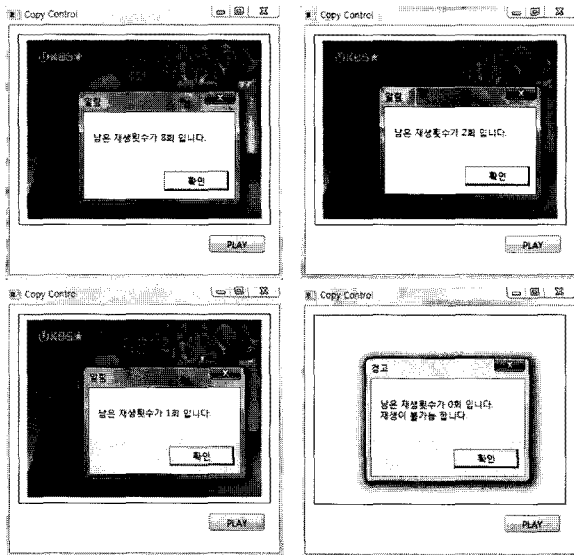 Copy Control
KBS
알림
남은 재생횟수가 8회 입니다.
확인
PLAY
Copy Control
KBS
알림
남은 재생횟수가 2회 입니다.
확인
PLAY
Copy Control
KBS
알림
남은 재생횟수가 1회 입니다.
확인
PLAY
Copy Control
경고
남은 재생횟수가 0회 입니다.
재생이 불가능 합니다.
확인
PLAY